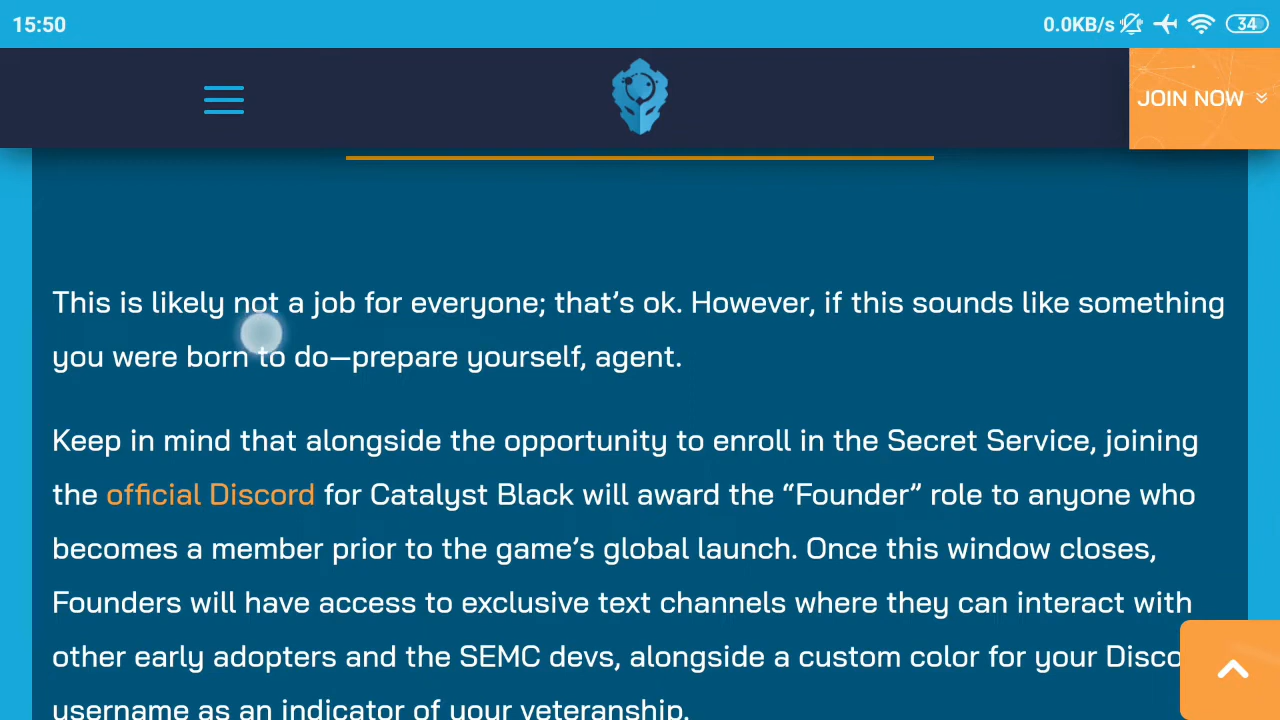 15:50
0.0KB/s
34
JOIN NOW
This is likely not a job for everyone; that’s ok. However, if this sounds like something
you were born to do—prepare yourself, agent.
Keep in mind that alongside the opportunity to enroll in the Secret Service, joining
the official Discord for Catalyst Black will award the “Founder” role to anyone who
becomes a member prior to the game’s global launch. Once this window closes,
Founders will have access to exclusive text channels where they can interact with
other early adopters and the SEMC devs, alongside a custom color for your Disco
username as an indicator of your veteranship.